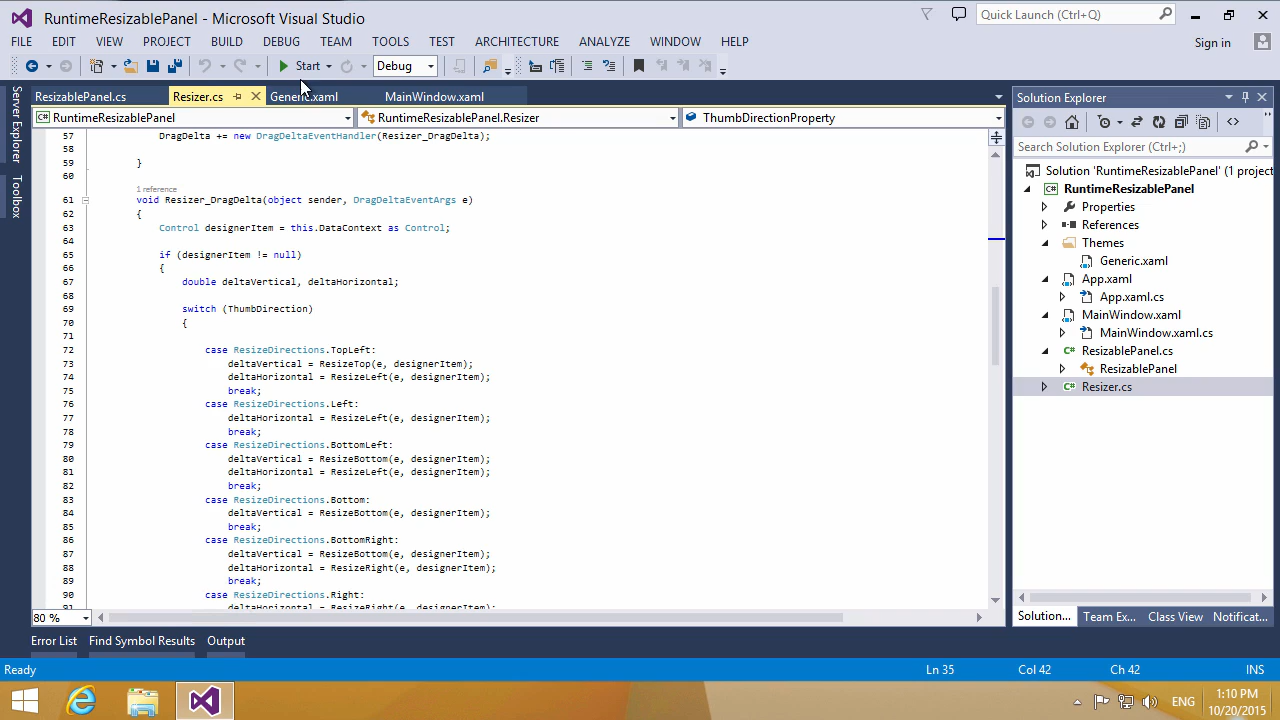 RuntimeResizablePanel - Microsoft Visual Studio
Quick Launch (Ctrl+Q)
FILE EDIT VIEW PROJECT BUILD DEBUG TEAM TOOLS TEST ARCHITECTURE ANALYZE WINDOW HELP
Sign in
Start Debug
Server Explorer
Toolbox
ResizablePanel.cs Resizer.cs Generic.xaml MainWindow.xaml
RuntimeResizablePanel RuntimeResizablePanel.Resizer ThumbDirectionProperty
57 DragDelta += new DragDeltaEventHandler(Resizer_DragDelta);
58
59 }
60
1 reference
61 void Resizer_DragDelta(object sender, DragDeltaEventArgs e)
62 {
63 Control designerItem = this.DataContext as Control;
64
65 if (designerItem != null)
66 {
67 double deltaVertical, deltaHorizontal;
68
69 switch (ThumbDirection)
70 {
71
72 case ResizeDirections.TopLeft:
73 deltaVertical = ResizeTop(e, designerItem);
74 deltaHorizontal = ResizeLeft(e, designerItem);
75 break;
76 case ResizeDirections.Left:
77 deltaHorizontal = ResizeLeft(e, designerItem);
78 break;
79 case ResizeDirections.BottomLeft:
80 deltaVertical = ResizeBottom(e, designerItem);
81 deltaHorizontal = ResizeLeft(e, designerItem);
82 break;
83 case ResizeDirections.Bottom:
84 deltaVertical = ResizeBottom(e, designerItem);
85 break;
86 case ResizeDirections.BottomRight:
87 deltaVertical = ResizeBottom(e, designerItem);
88 deltaHorizontal = ResizeRight(e, designerItem);
89 break;
90 case ResizeDirections.Right:
91 deltaHorizontal = ResizeRight(e, designerItem);
80 %
Solution Explorer
Search Solution Explorer (Ctrl+;)
Solution 'RuntimeResizablePanel' (1 project
RuntimeResizablePanel
Properties
References
Themes
Generic.xaml
App.xaml
App.xaml.cs
MainWindow.xaml
MainWindow.xaml.cs
ResizablePanel.cs
ResizablePanel
Resizer.cs
Solution... Team Ex... Class View Notificat...
Error List Find Symbol Results Output
Ready Ln 35 Col 42 Ch 42 INS
ENG
1:10 PM
10/20/2015